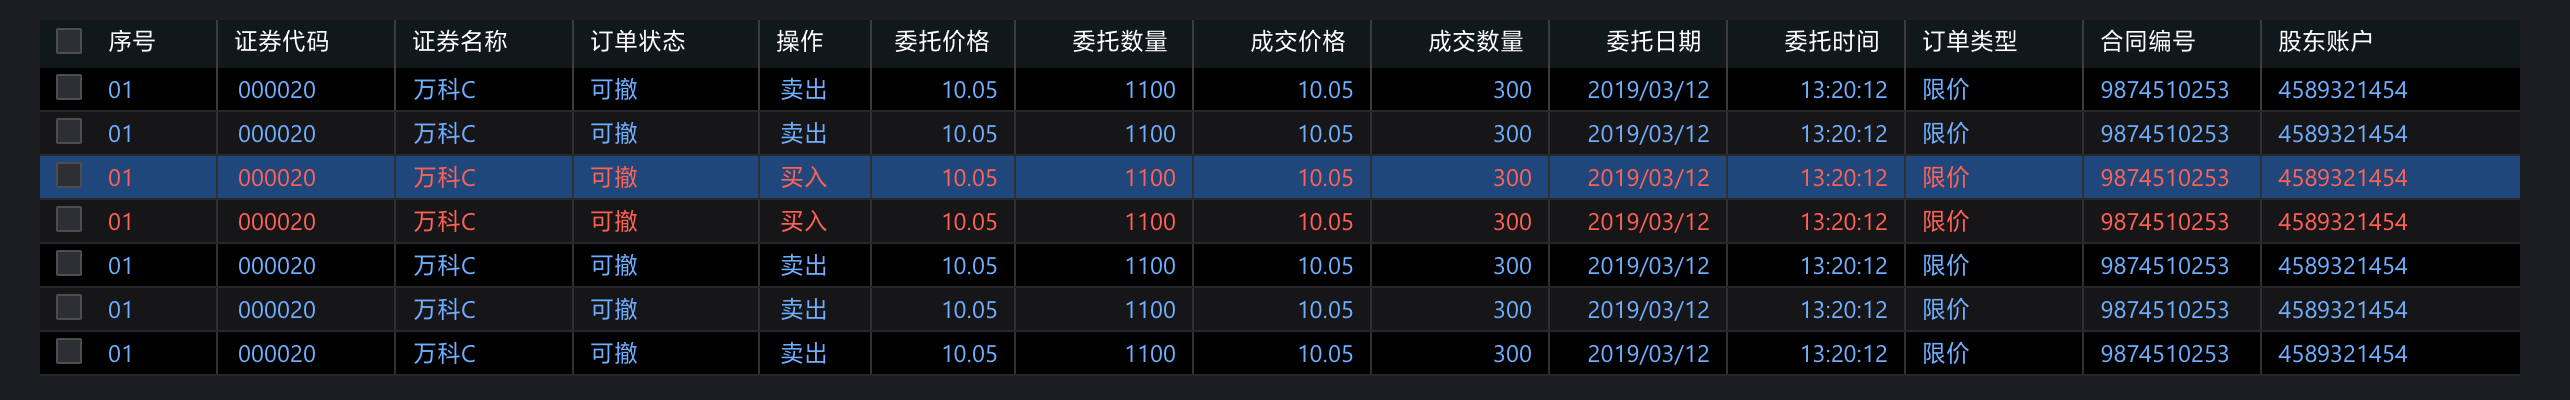 序号 证券代码 证券名称 订单状态 操作 委托价格 委托数量 成交价格 成交数量 委托日期 委托时间 订单类型 合同编号 股东账户
01 000020 万科C 可撤 卖出 10.05 1100 10.05 300 2019/03/12 13:20:12 限价 9874510253 4589321454
01 000020 万科C 可撤 卖出 10.05 1100 10.05 300 2019/03/12 13:20:12 限价 9874510253 4589321454
01 000020 万科C 可撤 买入 10.05 1100 10.05 300 2019/03/12 13:20:12 限价 9874510253 4589321454
01 000020 万科C 可撤 买入 10.05 1100 10.05 300 2019/03/12 13:20:12 限价 9874510253 4589321454
01 000020 万科C 可撤 卖出 10.05 1100 10.05 300 2019/03/12 13:20:12 限价 9874510253 4589321454
01 000020 万科C 可撤 卖出 10.05 1100 10.05 300 2019/03/12 13:20:12 限价 9874510253 4589321454
01 000020 万科C 可撤 卖出 10.05 1100 10.05 300 2019/03/12 13:20:12 限价 9874510253 4589321454